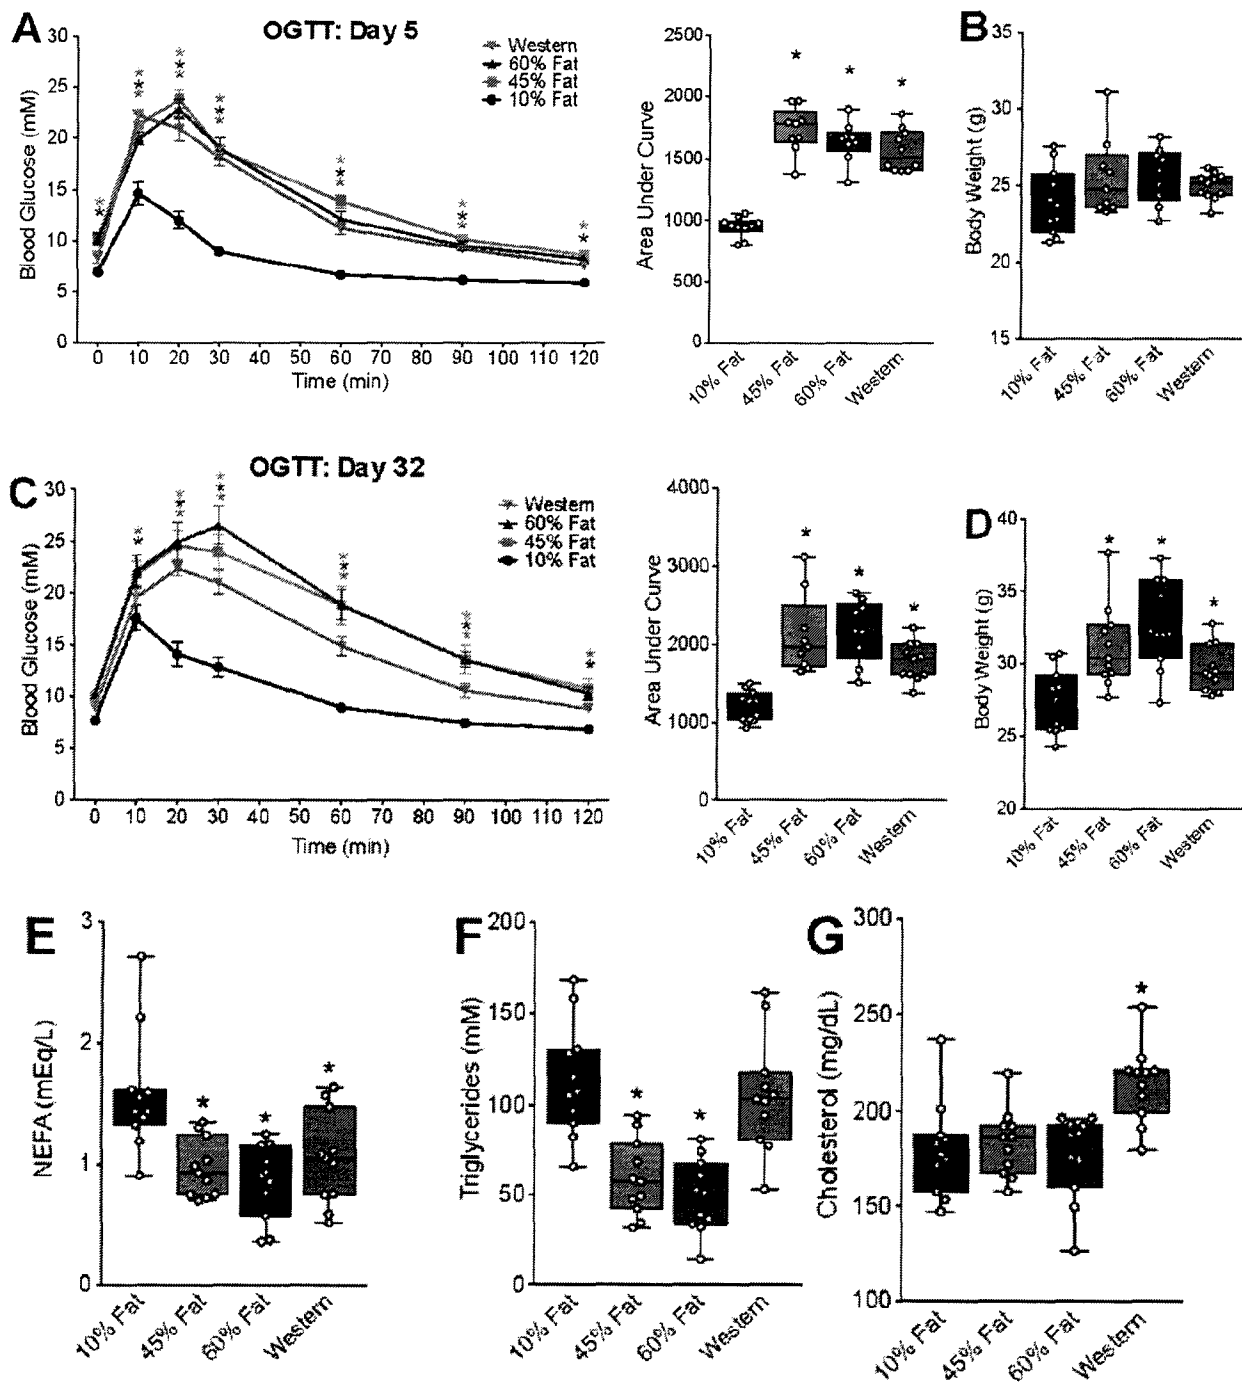 A
OGTT: Day 5
Blood Glucose (mM)
30
25
20
15
10
5
0
0 10 20 30 40 50 60 70 80 90 100 110 120
Time (min)
Western
60% Fat
45% Fat
10% Fat
* * *
* * *
* * *
* * *
* * *
* * *
* *
Area Under Curve
2500
2000
1500
1000
500
0
* * *
10% Fat 45% Fat 60% Fat Western
B
Body Weight (g)
35
30
25
20
15
10% Fat 45% Fat 60% Fat Western
C
OGTT: Day 32
Blood Glucose (mM)
30
25
20
15
10
5
0
0 10 20 30 40 50 60 70 80 90 100 110 120
Time (min)
Western
60% Fat
45% Fat
10% Fat
* *
* * *
* * *
* * *
* * *
* *
Area Under Curve
4000
3000
2000
1000
0
* * *
10% Fat 45% Fat 60% Fat Western
D
Body Weight (g)
40
35
30
25
20
* * *
10% Fat 45% Fat 60% Fat Western
E
NEFA (mEq/L)
3
2
1
0
* * *
10% Fat 45% Fat 60% Fat Western
F
Triglycerides (mM)
200
150
100
50
0
* *
10% Fat 45% Fat 60% Fat Western
G
Cholesterol (mg/dL)
300
250
200
150
100
*
10% Fat 45% Fat 60% Fat Western